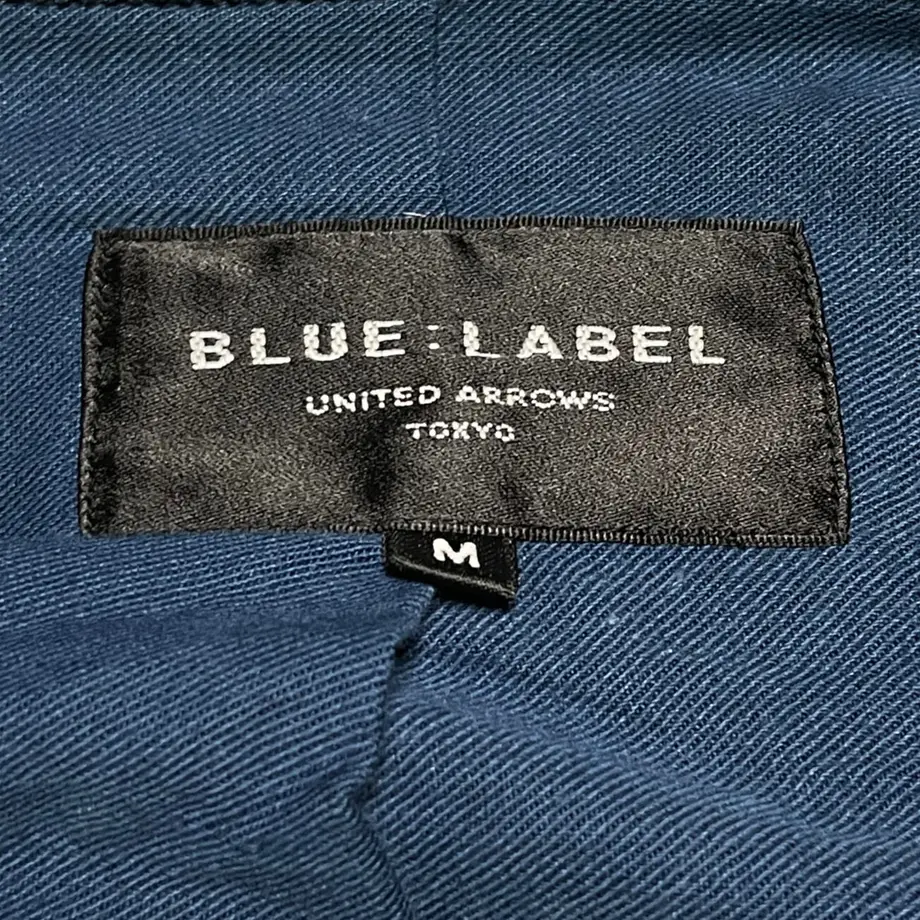 BLUE:LABEL
UNITED ARROWS
TOKYO
M